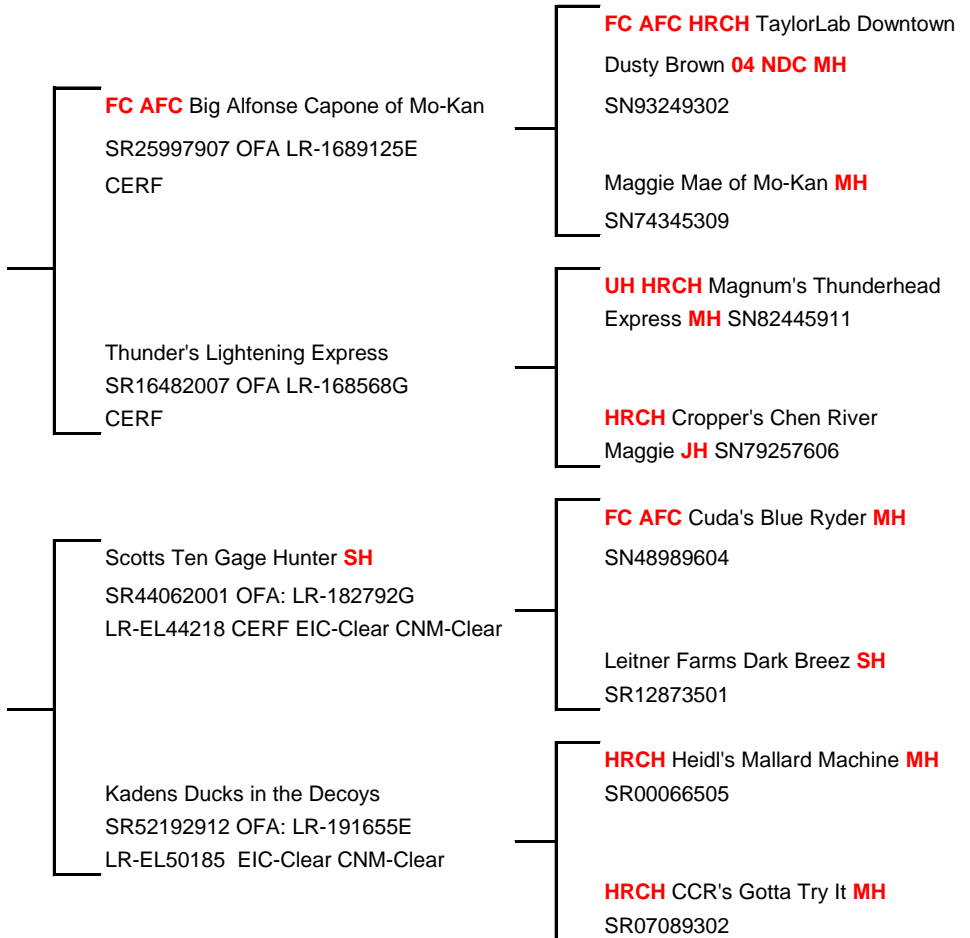 FC AFC HRCH TaylorLab Downtown
Dusty Brown 04 NDC MH
SN93249302
FC AFC Big Alfonse Capone of Mo-Kan
SR25997907 OFA LR-1689125E
CERF
Maggie Mae of Mo-Kan MH
SN74345309
UH HRCH Magnum's Thunderhead
Express MH SN82445911
Thunder's Lightening Express
SR16482007 OFA LR-168568G
CERF
HRCH Cropper's Chen River
Maggie JH SN79257606
FC AFC Cuda's Blue Ryder MH
SN48989604
Scotts Ten Gage Hunter SH
SR44062001 OFA: LR-182792G
LR-EL44218 CERF EIC-Clear CNM-Clear
Leitner Farms Dark Breez SH
SR12873501
HRCH Heidl's Mallard Machine MH
SR00066505
Kadens Ducks in the Decoys
SR52192912 OFA: LR-191655E
LR-EL50185 EIC-Clear CNM-Clear
HRCH CCR's Gotta Try It MH
SR07089302